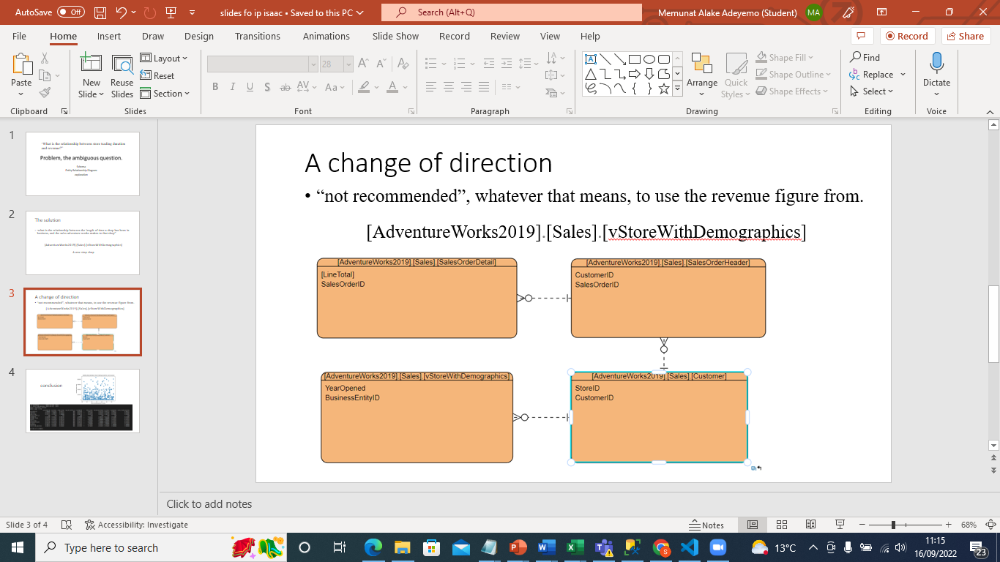 AutoSave Off slides fo ip isaac • Saved to this PC Search (Alt+Q) Memunat Alake Adeyemo (Student) MA
File Home Insert Draw Design Transitions Animations Slide Show Record Review View Help Record Share
Paste New Slide Reuse Slides Layout Reset Section 28 Arrange Quick Styles Shape Fill Shape Outline Shape Effects Find Replace Select Dictate
Clipboard Slides Font Paragraph Drawing Editing Voice
1
"What is the relationship between store trading duration
and revenue?"
Problem, the ambiguous question.
Schema
Entity Relationship Diagram
explanation
2
The solution
3
A change of direction
4
conclusion
A change of direction
• “not recommended”, whatever that means, to use the revenue figure from.
[AdventureWorks2019].[Sales].[vStoreWithDemographics]
[AdventureWorks2019].[Sales].[SalesOrderDetail]
[LineTotal]
SalesOrderID
[AdventureWorks2019].[Sales].[SalesOrderHeader]
CustomerID
SalesOrderID
[AdventureWorks2019].[Sales].[vStoreWithDemographics]
YearOpened
BusinessEntityID
[AdventureWorks2019].[Sales].[Customer]
StoreID
CustomerID
Click to add notes
Slide 3 of 4 Accessibility: Investigate Notes 68%
Type here to search 13°C 11:15
16/09/2022 23